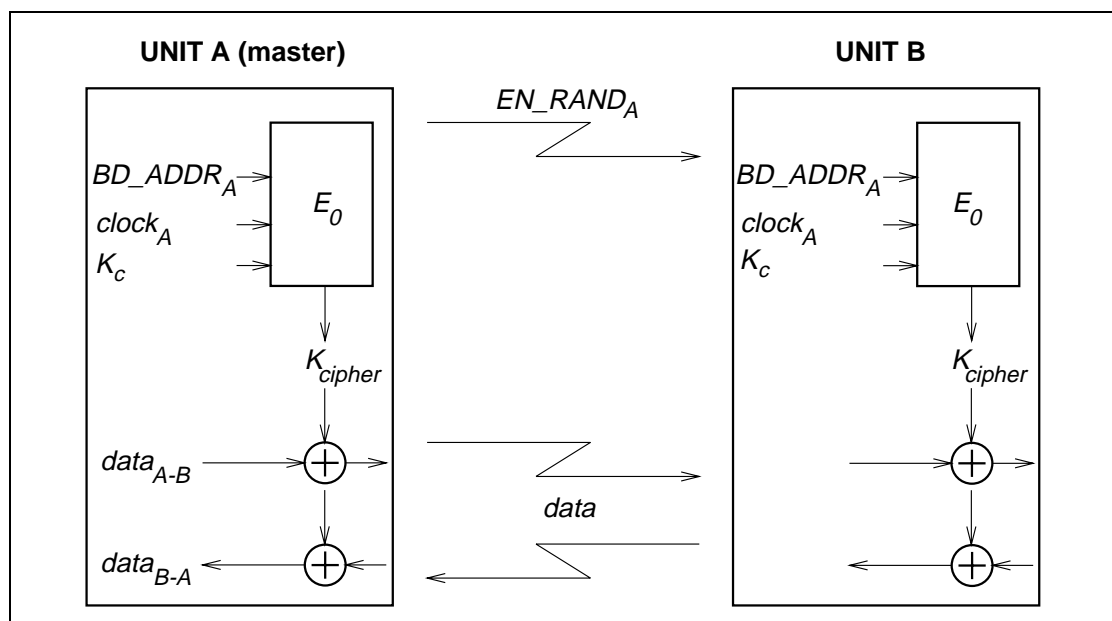 UNIT A (master)
UNIT B
EN_RAND_A
BD_ADDR_A
clock_A
K_c
E_0
K_cipher
data_A-B
data_B-A
data
BD_ADDR_A
clock_A
K_c
E_0
K_cipher